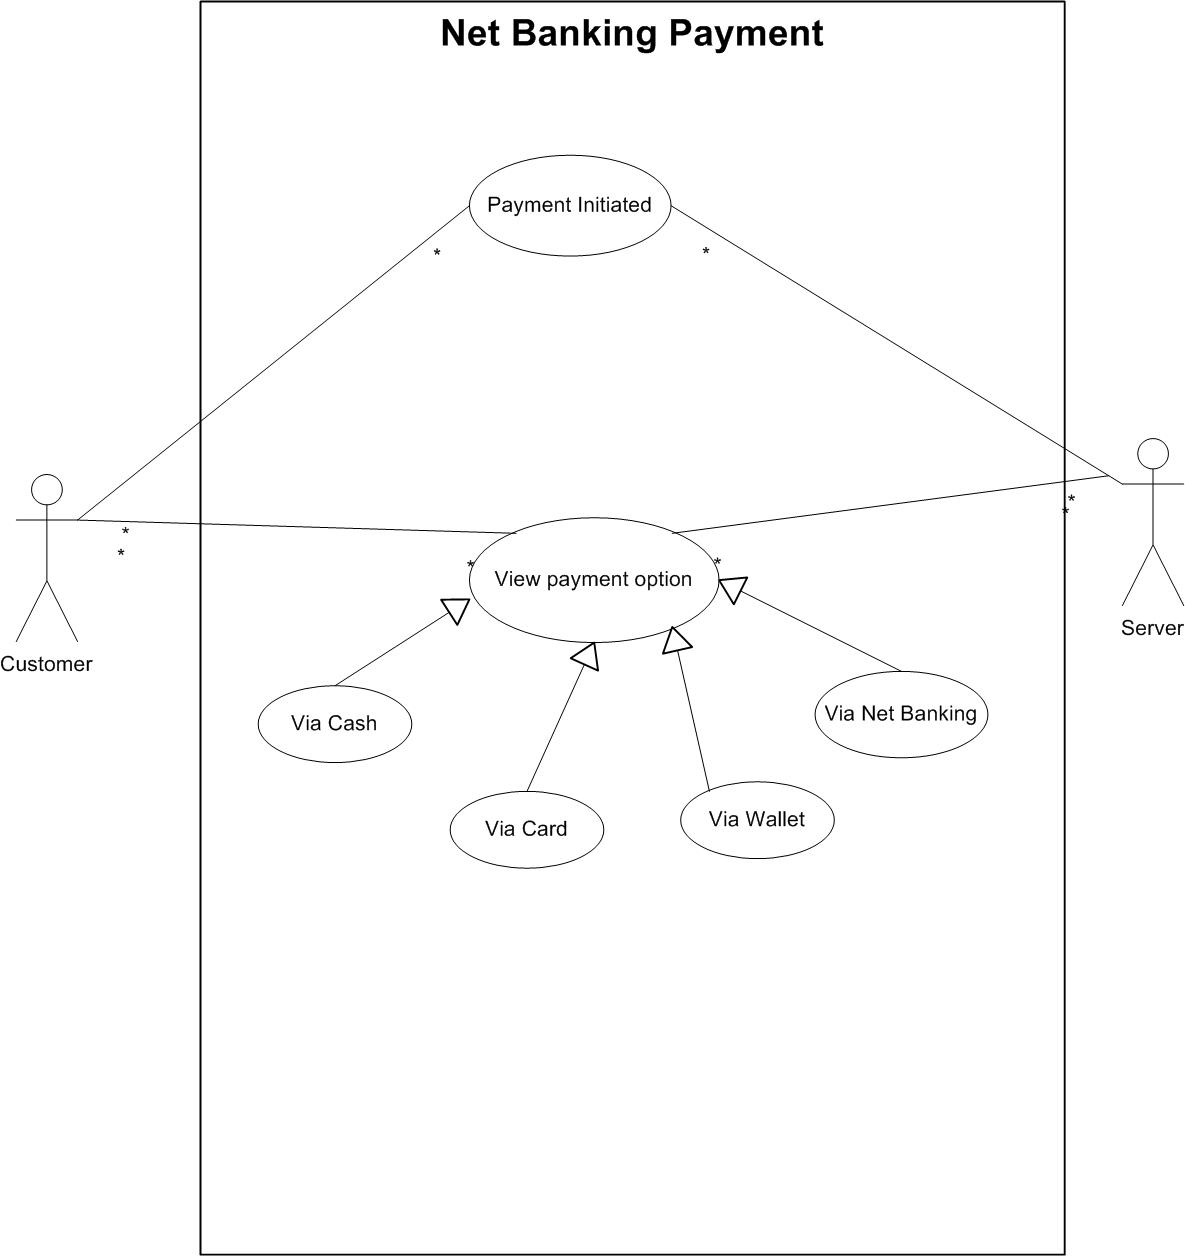 Net Banking Payment
Payment Initiated
*
*
*
*
*
*
*
*
View payment option
Customer
Server
Via Cash
Via Net Banking
Via Card
Via Wallet